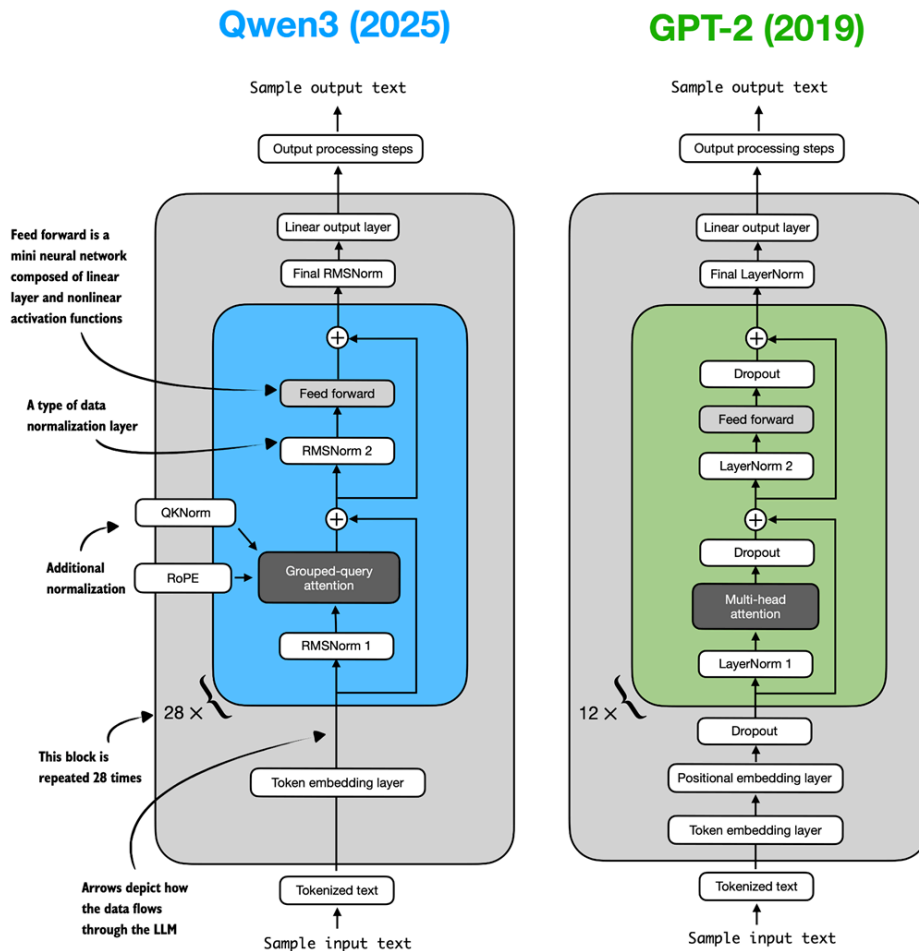 Qwen3 (2025)
Sample output text
Output processing steps
Linear output layer
Final RMSNorm
Feed forward is a
mini neural network
composed of linear
layer and nonlinear
activation functions
+
Feed forward
A type of data
normalization layer
RMSNorm 2
QKNorm
+
Additional
normalization
RoPE
Grouped-query
attention
RMSNorm 1
28 × {
This block is
repeated 28 times
Token embedding layer
Arrows depict how
the data flows
through the LLM
Tokenized text
Sample input text
GPT-2 (2019)
Sample output text
Output processing steps
Linear output layer
Final LayerNorm
+
Dropout
Feed forward
LayerNorm 2
+
Dropout
Multi-head
attention
LayerNorm 1
12 × {
Dropout
Positional embedding layer
Token embedding layer
Tokenized text
Sample input text